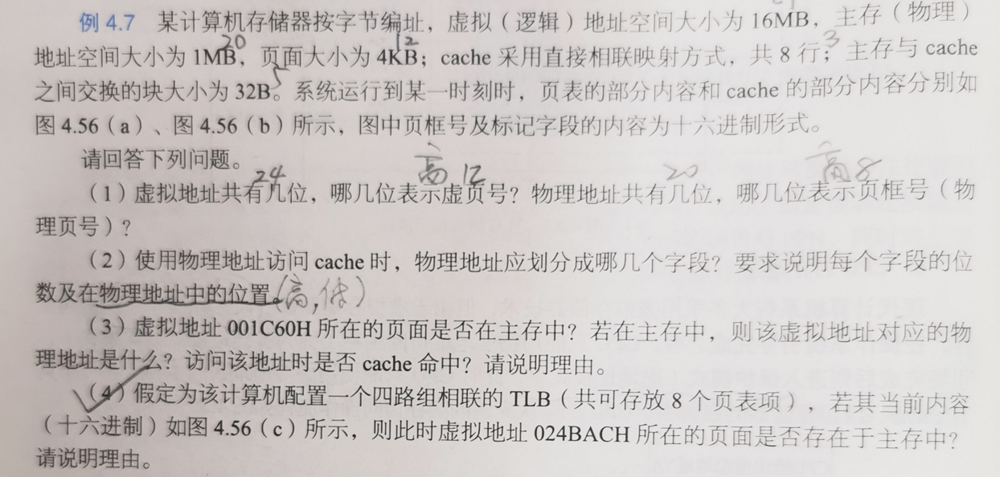 例 4.7 某计算机存储器按字节编址，虚拟（逻辑）地址空间大小为 16MB，主存（物理）
20 12 3
地址空间大小为 1MB，页面大小为 4KB；cache 采用直接相联映射方式，共 8 行；主存与 cache
5
之间交换的块大小为 32B。系统运行到某一时刻时，页表的部分内容和 cache 的部分内容分别如
图 4.56（a）、图 4.56（b）所示，图中页框号及标记字段的内容为十六进制形式。
请回答下列问题。
24 高 12 20 高 8
（1）虚拟地址共有几位，哪几位表示虚页号？物理地址共有几位，哪几位表示页框号（物
理页号）？
（2）使用物理地址访问 cache 时，物理地址应划分成哪几个字段？要求说明每个字段的位
数及在物理地址中的位置。（高，低）
（3）虚拟地址 001C60H 所在的页面是否在主存中？若在主存中，则该虚拟地址对应的物
理地址是什么？访问该地址时是否 cache 命中？请说明理由。
（4）假定为该计算机配置一个四路组相联的 TLB（共可存放 8 个页表项），若其当前内容
（十六进制）如图 4.56（c）所示，则此时虚拟地址 024BACH 所在的页面是否存在于主存中？
请说明理由。